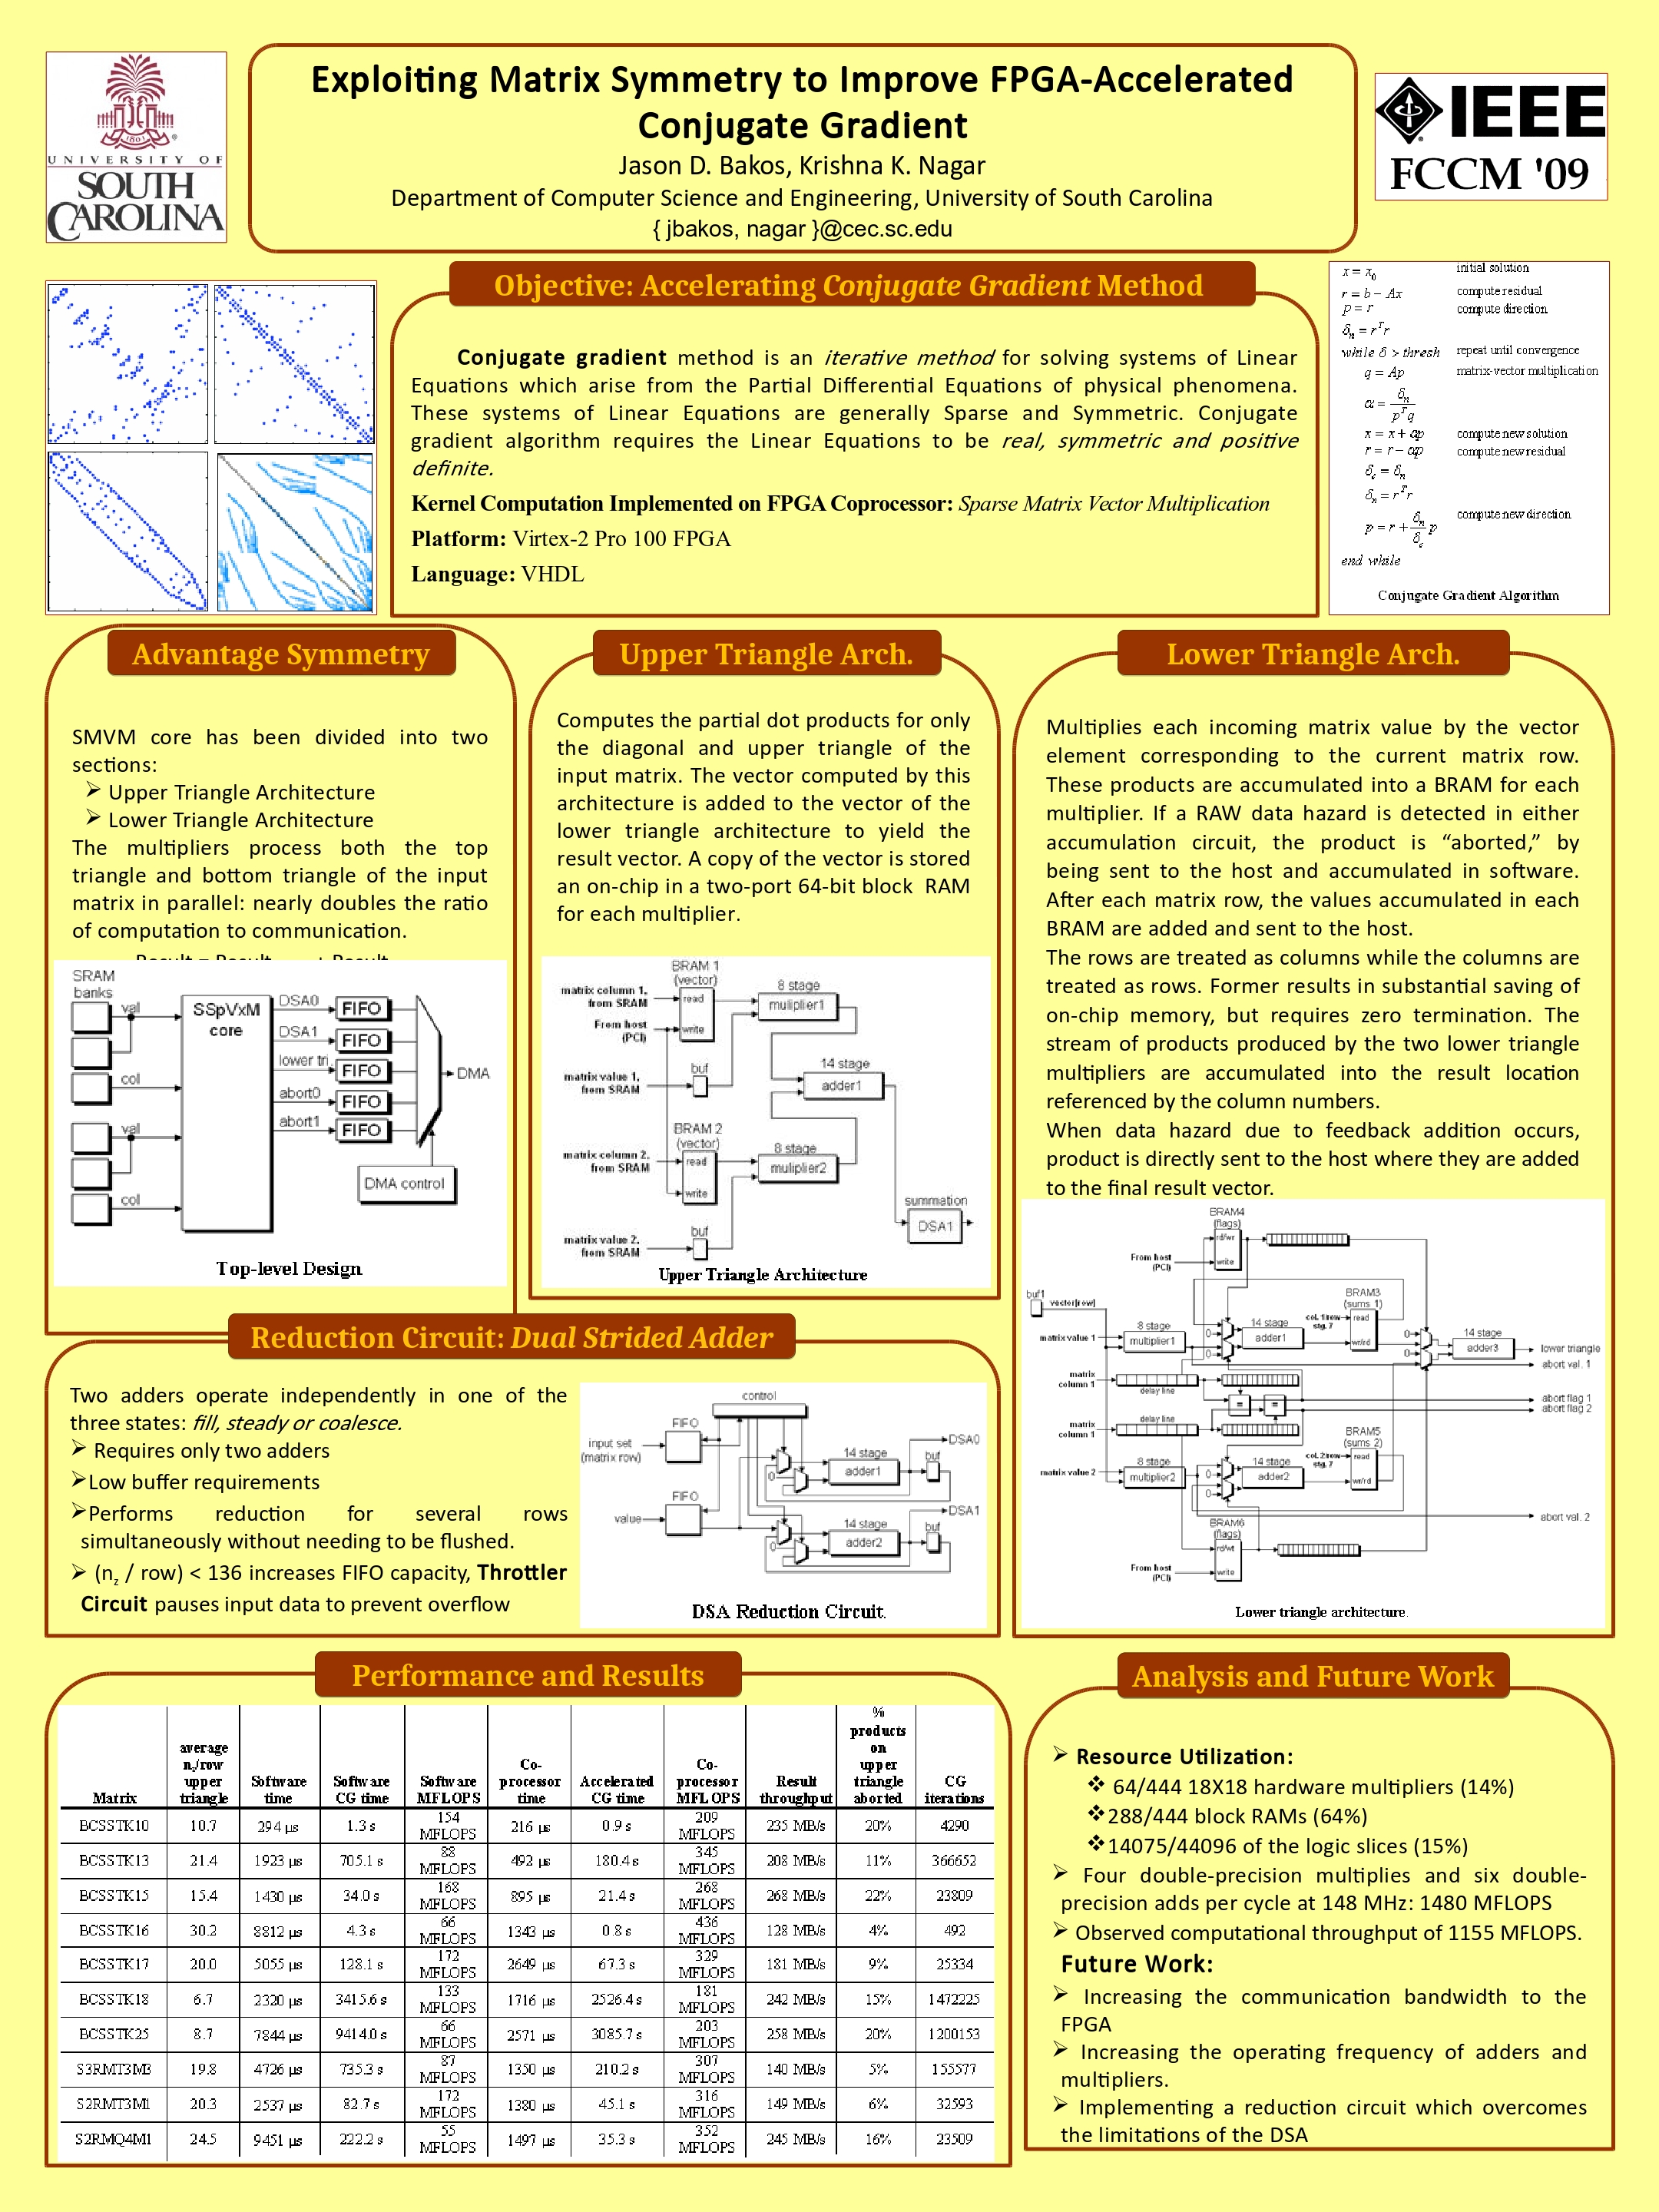 UNIVERSITY OF
SOUTH
CAROLINA
Exploiting Matrix Symmetry to Improve FPGA-Accelerated
Conjugate Gradient
Jason D. Bakos, Krishna K. Nagar
Department of Computer Science and Engineering, University of South Carolina
{ jbakos, nagar }@cec.sc.edu
IEEE
FCCM '09
Objective: Accelerating Conjugate Gradient Method
Conjugate gradient method is an iterative method for solving systems of Linear
Equations which arise from the Partial Differential Equations of physical phenomena.
These systems of Linear Equations are generally Sparse and Symmetric. Conjugate
gradient algorithm requires the Linear Equations to be real, symmetric and positive
definite.
Kernel Computation Implemented on FPGA Coprocessor: Sparse Matrix Vector Multiplication
Platform: Virtex-2 Pro 100 FPGA
Language: VHDL
x = x0 initial solution
r = b − Ax compute residual
p = r compute direction
δn = rTr
while δ > thresh repeat until convergence
q = Ap matrix-vector multiplication
α = δn / pTq
x = x + αp compute new solution
r = r − αp compute new residual
δc = δn
δn = rTr
p = r + δn/δc p compute new direction
end while
Conjugate Gradient Algorithm
Advantage Symmetry
SMVM core has been divided into two
sections:
➢ Upper Triangle Architecture
➢ Lower Triangle Architecture
The multipliers process both the top
triangle and bottom triangle of the input
matrix in parallel: nearly doubles the ratio
of computation to communication.
SRAM
banks
val
col
val
col
SSpVxM
core
DSA0
DSA1
lower tri.
abort0
abort1
FIFO
FIFO
FIFO
FIFO
FIFO
DMA
DMA control
Top-level Design
Upper Triangle Arch.
Computes the partial dot products for only
the diagonal and upper triangle of the
input matrix. The vector computed by this
architecture is added to the vector of the
lower triangle architecture to yield the
result vector. A copy of the vector is stored
an on-chip in a two-port 64-bit block RAM
for each multiplier.
BRAM 1
(vector)
matrix column 1,
from SRAM
read
From host
(PCI)
write
8 stage
muliplier1
matrix value 1,
from SRAM
buf
14 stage
adder1
BRAM 2
(vector)
matrix column 2,
from SRAM
read
write
8 stage
muliplier2
matrix value 2,
from SRAM
buf
summation
DSA1
Upper Triangle Architecture
Lower Triangle Arch.
Multiplies each incoming matrix value by the vector
element corresponding to the current matrix row.
These products are accumulated into a BRAM for each
multiplier. If a RAW data hazard is detected in either
accumulation circuit, the product is “aborted,” by
being sent to the host and accumulated in software.
After each matrix row, the values accumulated in each
BRAM are added and sent to the host.
The rows are treated as columns while the columns are
treated as rows. Former results in substantial saving of
on-chip memory, but requires zero termination. The
stream of products produced by the two lower triangle
multipliers are accumulated into the result location
referenced by the column numbers.
When data hazard due to feedback addition occurs,
product is directly sent to the host where they are added
to the final result vector.
BRAM4
(flags)
rd/wr
From host
(PCI)
write
buf1
vector[row]
BRAM3
(sums 1)
matrix value 1
8 stage
multiplier1
0
0
14 stage
adder1
read
wr/rd
0
0
14 stage
adder3
lower triangle
abort val. 1
matrix
column 1
delay line
=
=
abort flag 1
abort flag 2
matrix
column 1
delay line
BRAM5
(sums 2)
matrix value 2
8 stage
multiplier2
0
0
14 stage
adder2
read
wr/rd
abort val. 2
BRAM6
(flags)
rd/wr
From host
(PCI)
write
Lower triangle architecture.
Reduction Circuit: Dual Strided Adder
Two adders operate independently in one of the
three states: fill, steady or coalesce.
➢ Requires only two adders
➢Low buffer requirements
➢Performs reduction for several rows
simultaneously without needing to be flushed.
➢ (nz / row) < 136 increases FIFO capacity, Throttler
Circuit pauses input data to prevent overflow
control
FIFO
input set
(matrix row)
0
14 stage
adder1
DSA0
buf
FIFO
value
0
14 stage
adder2
DSA1
buf
DSA Reduction Circuit.
Performance and Results
Matrix average nz/row upper triangle Software time Software CG time Software MFLOPS Co-processor time Accelerated CG time Co-processor MFLOPS Result throughput % products on upper triangle aborted CG iterations
BCSSTK10 10.7 294 µs 1.3 s 154 MFLOPS 216 µs 0.9 s 209 MFLOPS 235 MB/s 20% 4290
BCSSTK13 21.4 1923 µs 705.1 s 88 MFLOPS 492 µs 180.4 s 345 MFLOPS 208 MB/s 11% 366652
BCSSTK15 15.4 1430 µs 34.0 s 168 MFLOPS 895 µs 21.4 s 268 MFLOPS 268 MB/s 22% 23809
BCSSTK16 30.2 8812 µs 4.3 s 66 MFLOPS 1343 µs 0.8 s 436 MFLOPS 128 MB/s 4% 492
BCSSTK17 20.0 5055 µs 128.1 s 172 MFLOPS 2649 µs 67.3 s 329 MFLOPS 181 MB/s 9% 25334
BCSSTK18 6.7 2320 µs 3415.6 s 133 MFLOPS 1716 µs 2526.4 s 181 MFLOPS 242 MB/s 15% 1472225
BCSSTK25 8.7 7844 µs 9414.0 s 66 MFLOPS 2571 µs 3085.7 s 203 MFLOPS 258 MB/s 20% 1200153
S3RMT3M3 19.8 4726 µs 735.3 s 87 MFLOPS 1350 µs 210.2 s 307 MFLOPS 140 MB/s 5% 155577
S2RMT3M1 20.3 2537 µs 82.7 s 172 MFLOPS 1380 µs 45.1 s 316 MFLOPS 149 MB/s 6% 32593
S2RMQ4M1 24.5 9451 µs 222.2 s 55 MFLOPS 1497 µs 35.3 s 352 MFLOPS 245 MB/s 16% 23509
Analysis and Future Work
➢ Resource Utilization:
❖ 64/444 18X18 hardware multipliers (14%)
❖288/444 block RAMs (64%)
❖14075/44096 of the logic slices (15%)
➢ Four double-precision multiplies and six double-
precision adds per cycle at 148 MHz: 1480 MFLOPS
➢ Observed computational throughput of 1155 MFLOPS.
Future Work:
➢ Increasing the communication bandwidth to the
FPGA
➢ Increasing the operating frequency of adders and
multipliers.
➢ Implementing a reduction circuit which overcomes
the limitations of the DSA